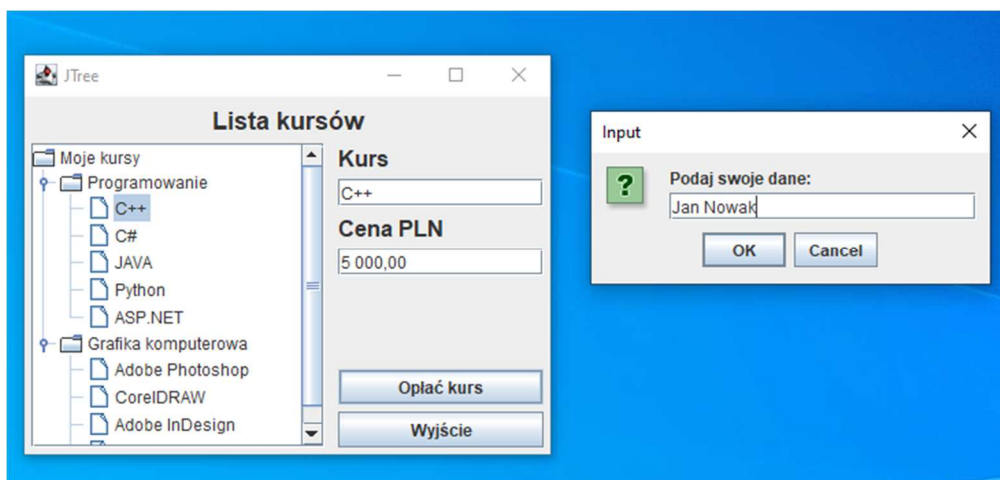 JTree
Lista kursów
Moje kursy
Programowanie
C++
C#
JAVA
Python
ASP.NET
Grafika komputerowa
Adobe Photoshop
CorelDRAW
Adobe InDesign
Kurs
C++
Cena PLN
5 000,00
Opłać kurs
Wyjście
Input
?
Podaj swoje dane:
Jan Nowak
OK Cancel